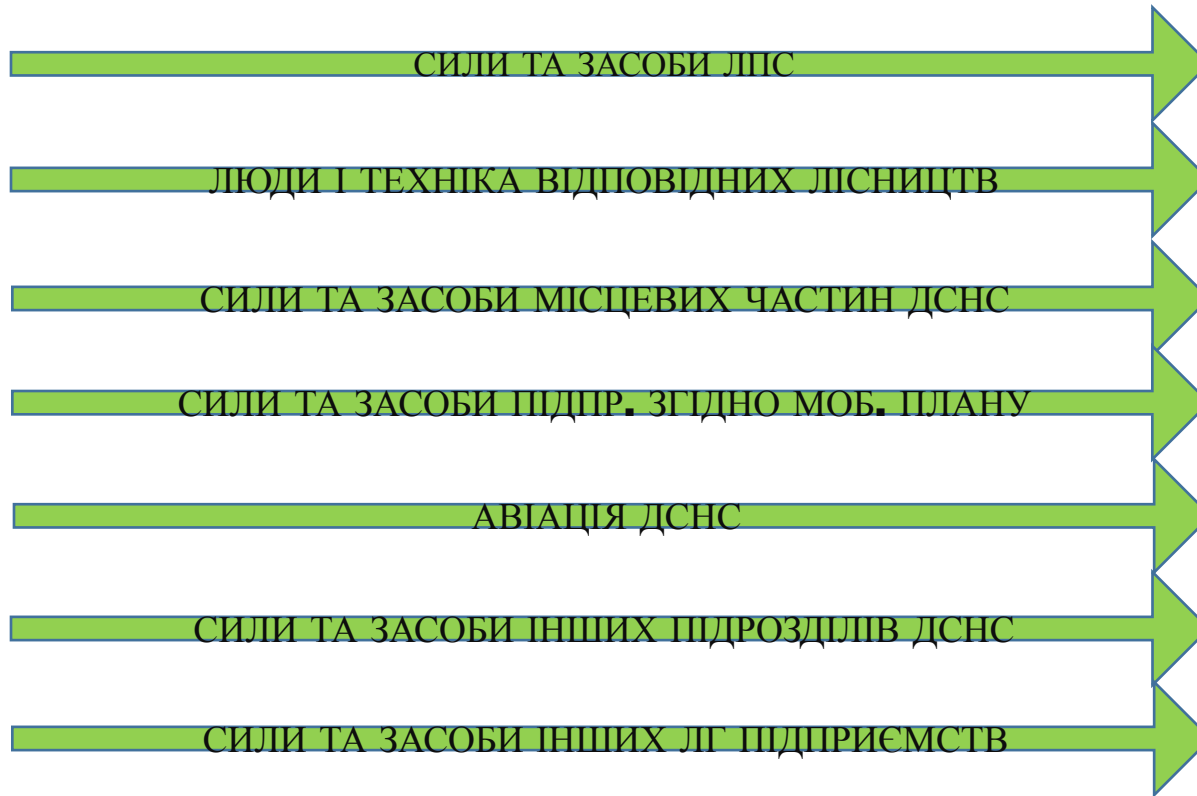 СИЛИ ТА ЗАСОБИ ЛПС
ЛЮДИ І ТЕХНІКА ВІДПОВІДНИХ ЛІСНИЦТВ
СИЛИ ТА ЗАСОБИ МІСЦЕВИХ ЧАСТИН ДСНС
СИЛИ ТА ЗАСОБИ ПІДПР. ЗГІДНО МОБ. ПЛАНУ
АВІАЦІЯ ДСНС
СИЛИ ТА ЗАСОБИ ІНШИХ ПІДРОЗДІЛІВ ДСНС
СИЛИ ТА ЗАСОБИ ІНШИХ ЛГ ПІДПРИЄМСТВ